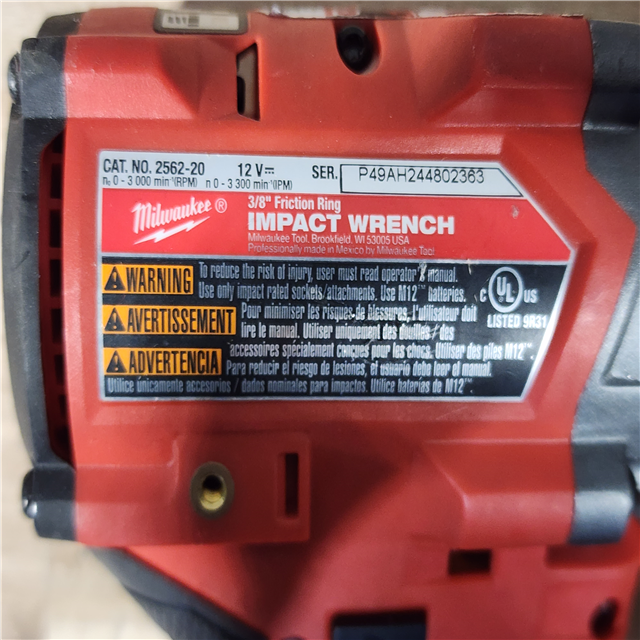 CAT. NO. 2562-20 12 V⎓ SER. P49AH244802363
n₀ 0 - 3 000 min⁻¹(RPM) n 0 - 3 300 min⁻¹(IPM)
Milwaukee®
3/8" Friction Ring
IMPACT WRENCH
Milwaukee Tool, Brookfield, WI 53005 USA
Professionally made in Mexico by Milwaukee Tool
WARNING To reduce the risk of injury, user must read operator's manual.
Use only impact rated sockets/attachments. Use M12™ batteries.
AVERTISSEMENT Pour minimiser les risques de blessures, l'utilisateur doit
lire le manual. Utiliser uniquement des douilles / des
accessoires spécialement conçues pour les chocs. Utiliser des piles M12™.
ADVERTENCIA Para reducir el riesgo de lesiones, el usuario debe leer el manual.
Utilice únicamente accesorios / dados nominales para impactos. Utilice baterías de M12™
c UL US
LISTED 9R31